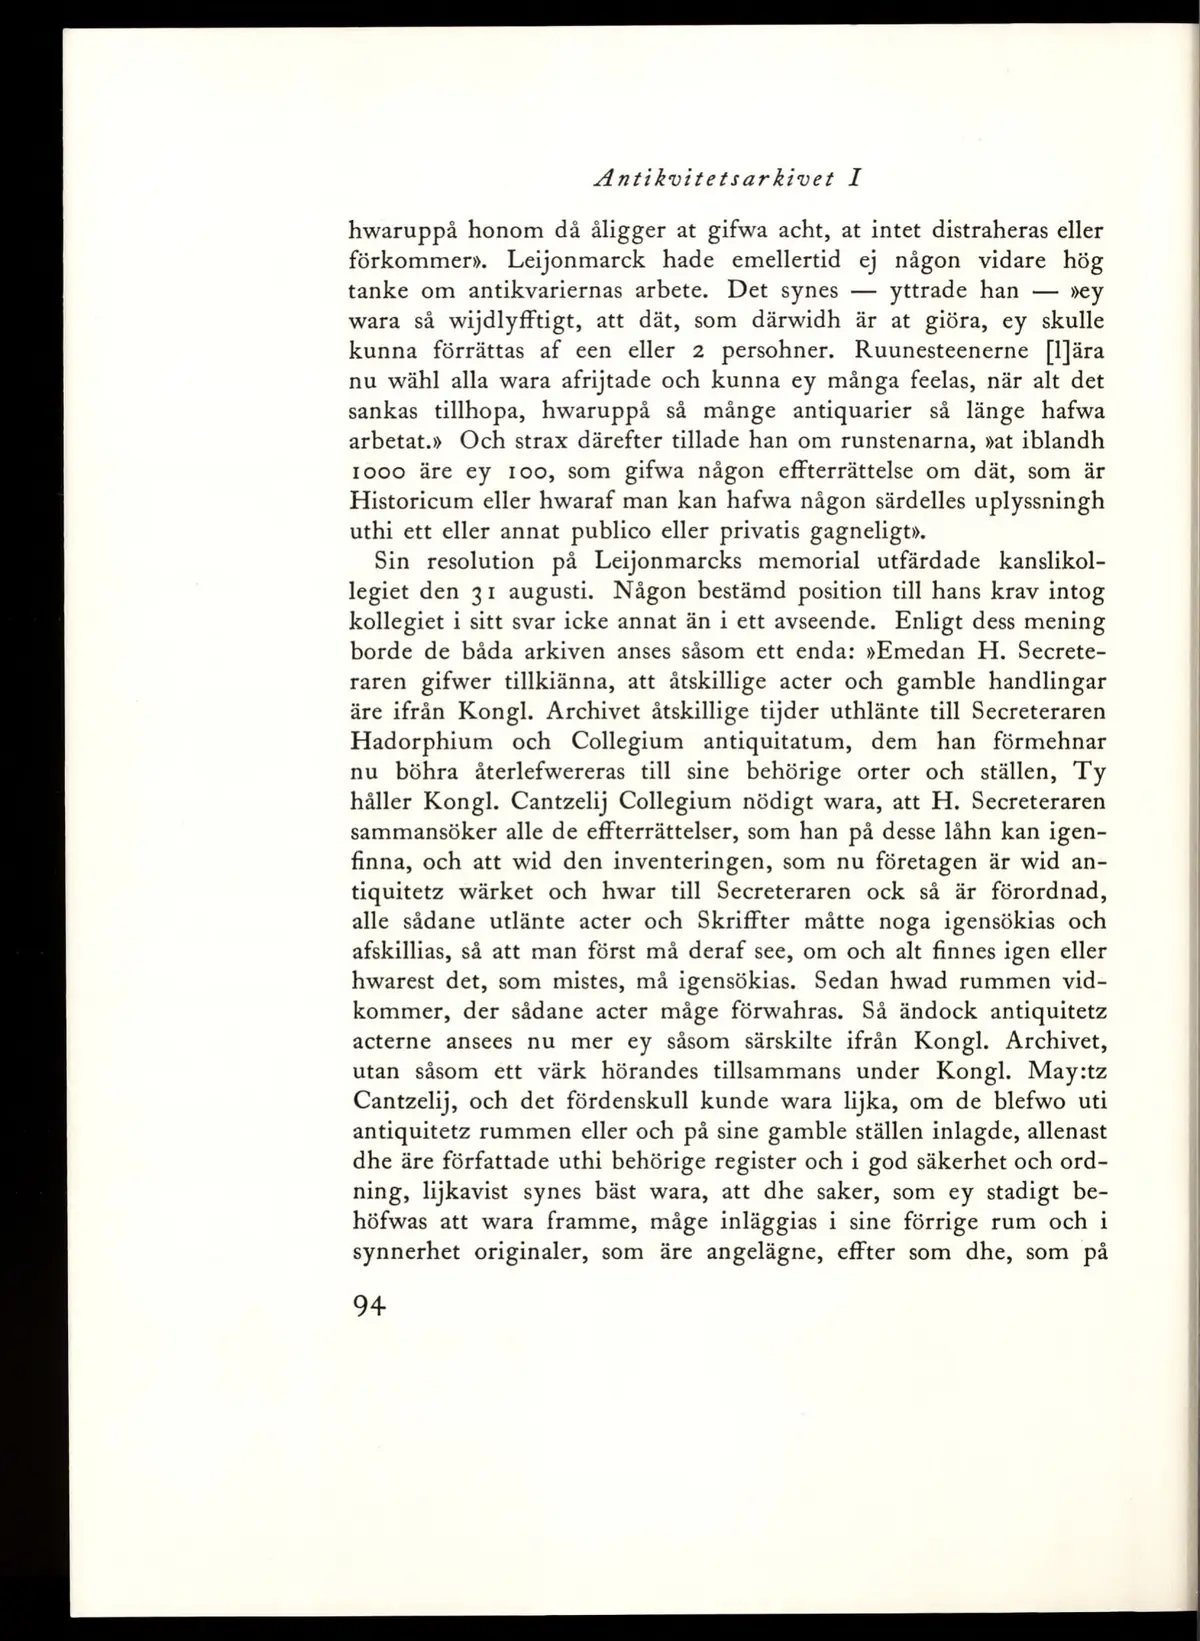 Antikvitetsarkivet I
hwaruppå honom då åligger at gifwa acht, at intet distraheras eller
förkommer». Leijonmarck hade emellertid ej någon vidare hög
tanke om antikvariernas arbete. Det synes — yttrade han — »ey
wara så wijdlyfftigt, att dät, som därwidh är at giöra, ey skulle
kunna förrättas af een eller 2 persohner. Ruunesteenerne [l]ära
nu wähl alla wara afrijtade och kunna ey många feelas, när alt det
sankas tillhopa, hwaruppå så månge antiquarier så länge hafwa
arbetat.» Och strax därefter tillade han om runstenarna, »at iblandh
1000 äre ey 100, som gifwa någon effterrättelse om dät, som är
Historicum eller hwaraf man kan hafwa någon särdelles uplyssningh
uthi ett eller annat publico eller privatis gagneligt».
Sin resolution på Leijonmarcks memorial utfärdade kanslikol-
legiet den 31 augusti. Någon bestämd position till hans krav intog
kollegiet i sitt svar icke annat än i ett avseende. Enligt dess mening
borde de båda arkiven anses såsom ett enda: »Emedan H. Secrete-
raren gifwer tillkiänna, att åtskillige acter och gamble handlingar
äre ifrån Kongl. Archivet åtskillige tijder uthlänte till Secreteraren
Hadorphium och Collegium antiquitatum, dem han förmehnar
nu böhra återlefwereras till sine behörige orter och ställen, Ty
håller Kongl. Cantzelij Collegium nödigt wara, att H. Secreteraren
sammansöker alle de effterrättelser, som han på desse låhn kan igen-
finna, och att wid den inventeringen, som nu företagen är wid an-
tiquitetz wärket och hwar till Secreteraren ock så är förordnad,
alle sådane utlänte acter och Skriffter måtte noga igensökias och
afskillias, så att man först må deraf see, om och alt finnes igen eller
hwarest det, som mistes, må igensökias. Sedan hwad rummen vid-
kommer, der sådane acter måge förwahras. Så ändock antiquitetz
acterne ansees nu mer ey såsom särskilte ifrån Kongl. Archivet,
utan såsom ett värk hörandes tillsammans under Kongl. May:tz
Cantzelij, och det fördenskull kunde wara lijka, om de blefwo uti
antiquitetz rummen eller och på sine gamble ställen inlagde, allenast
dhe äre författade uthi behörige register och i god säkerhet och ord-
ning, lijkavist synes bäst wara, att dhe saker, som ey stadigt be-
höfwas att wara framme, måge inläggias i sine förrige rum och i
synnerhet originaler, som äre angelägne, effter som dhe, som på
94